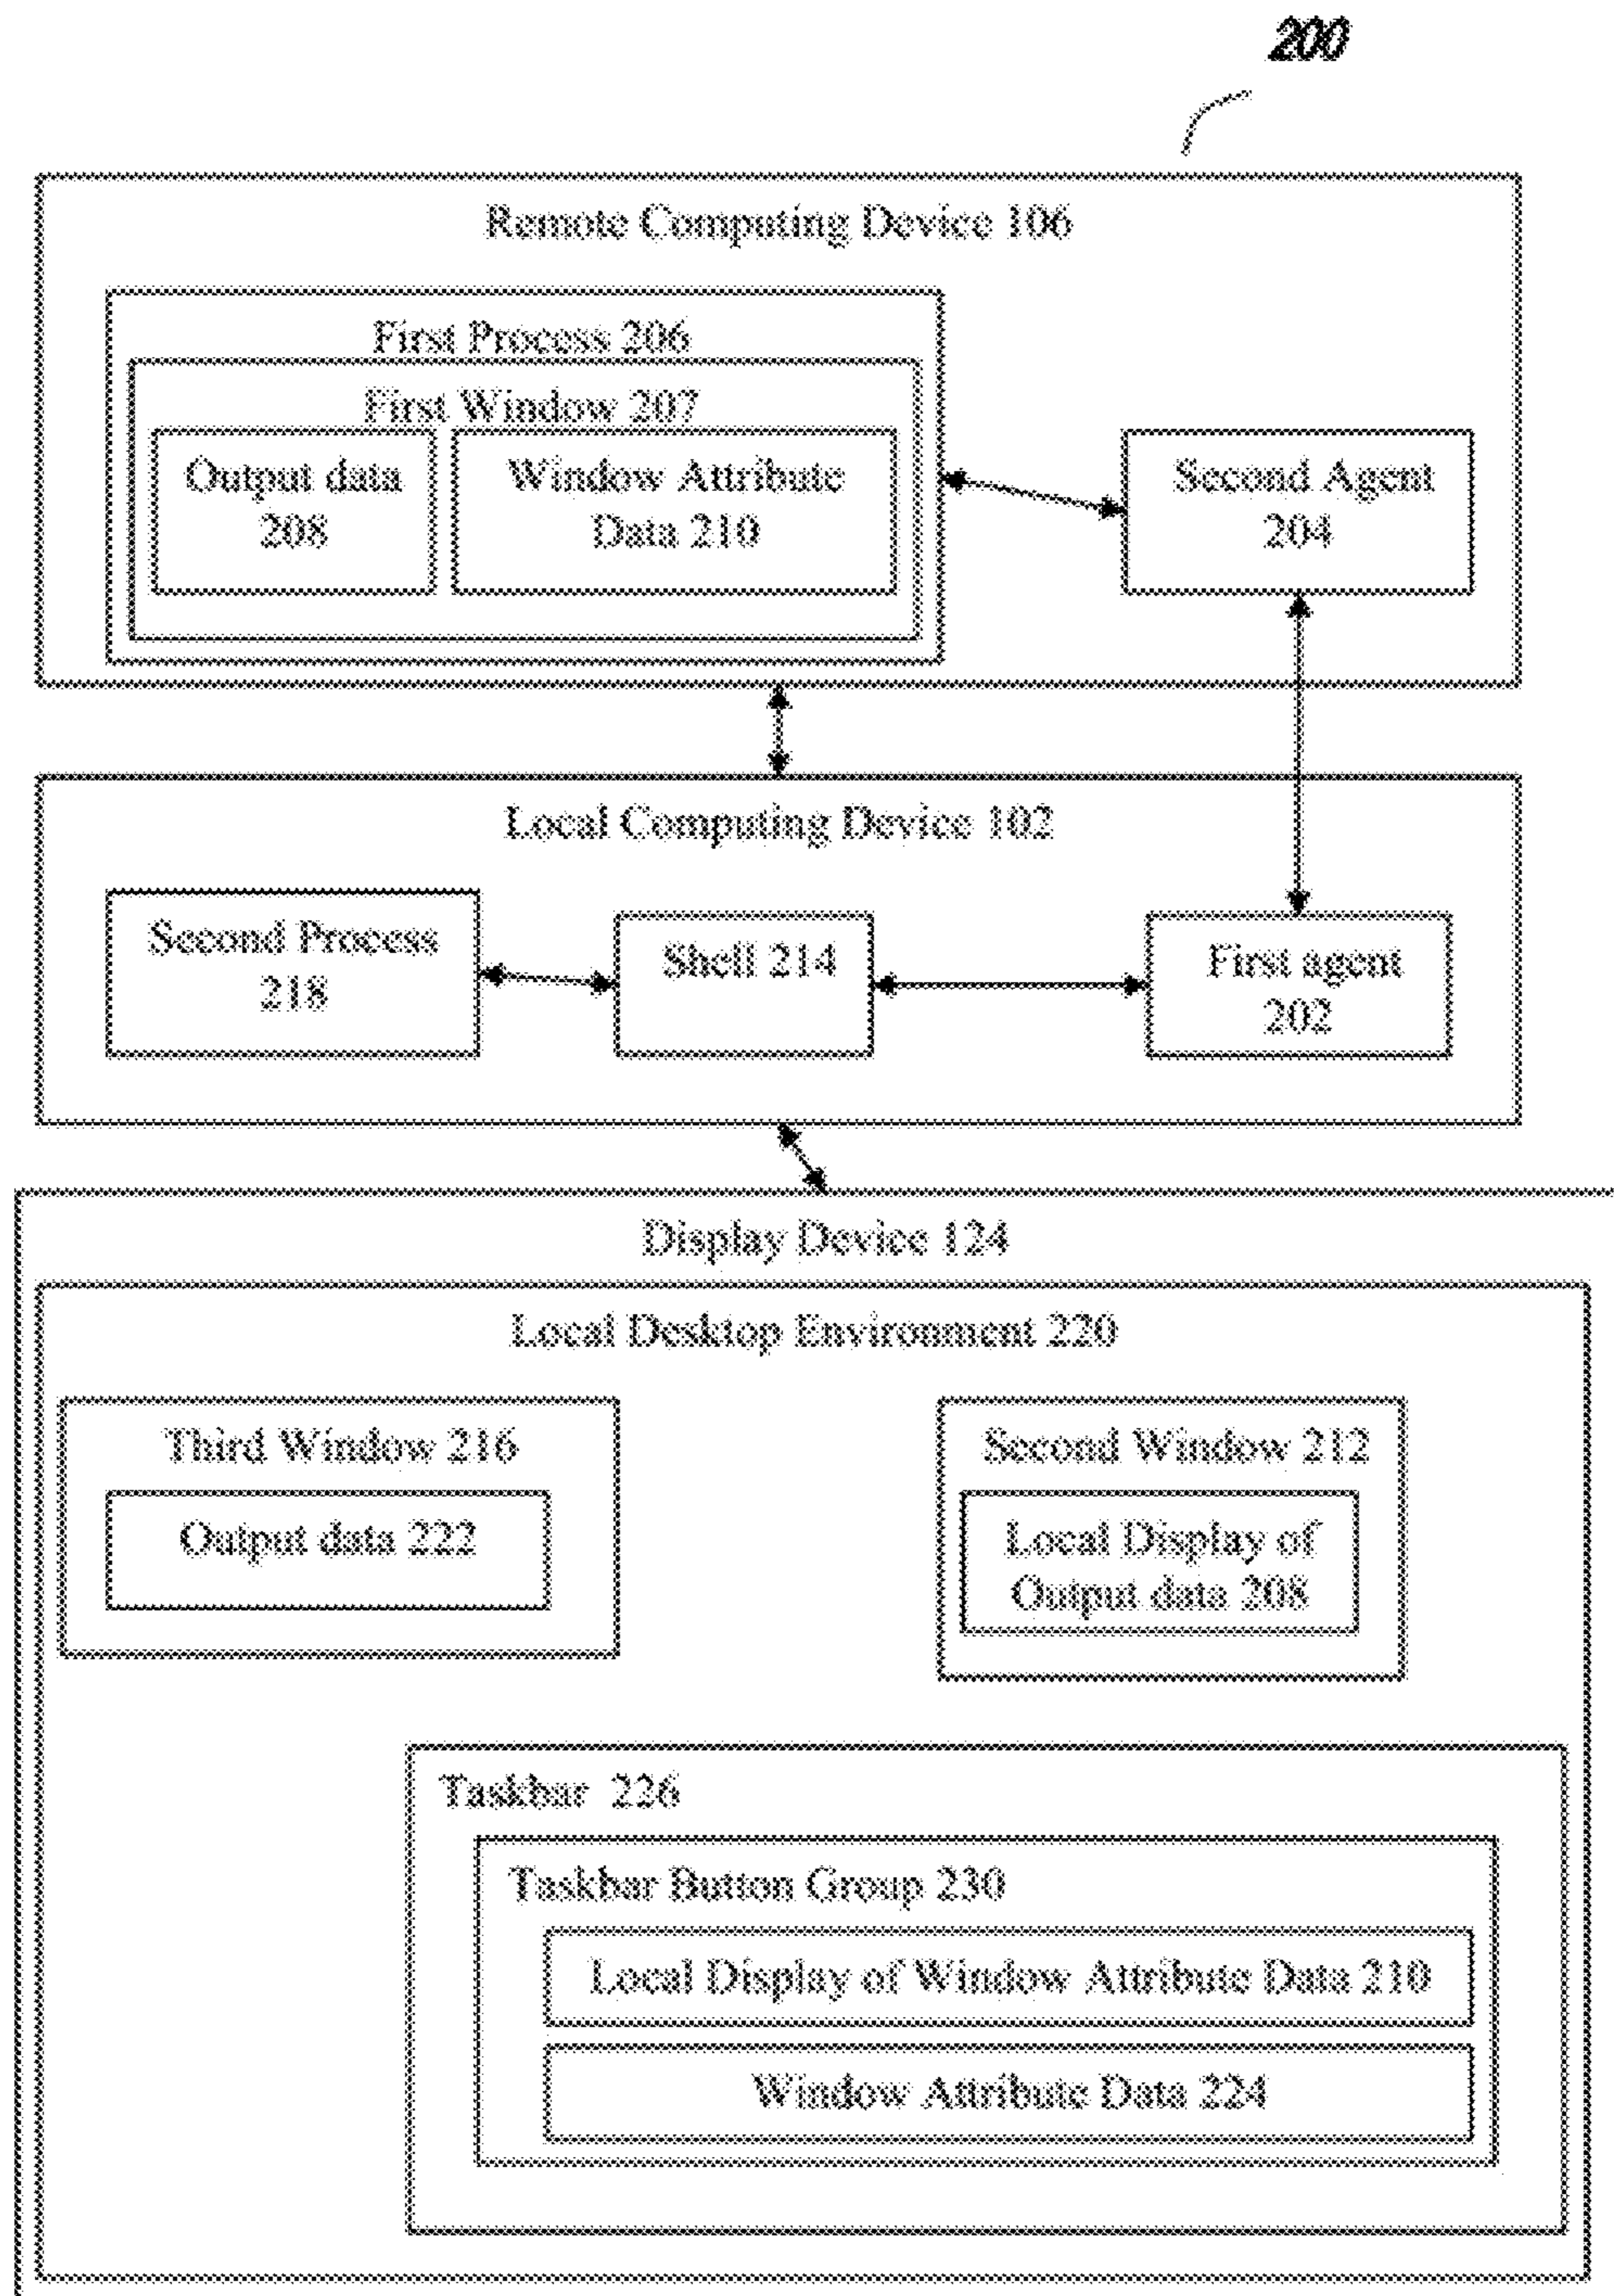 200
Remote Computing Device 106
First Process 206
First Window 207
Output data
208
Window Attribute
Data 210
Second Agent
204
Local Computing Device 102
Second Process
218
Shell 214
First agent
202
Display Device 124
Local Desktop Environment 220
Third Window 216
Output data 222
Second Window 212
Local Display of
Output data 208
Taskbar 226
Taskbar Button Group 230
Local Display of Window Attribute Data 210
Window Attribute Data 224